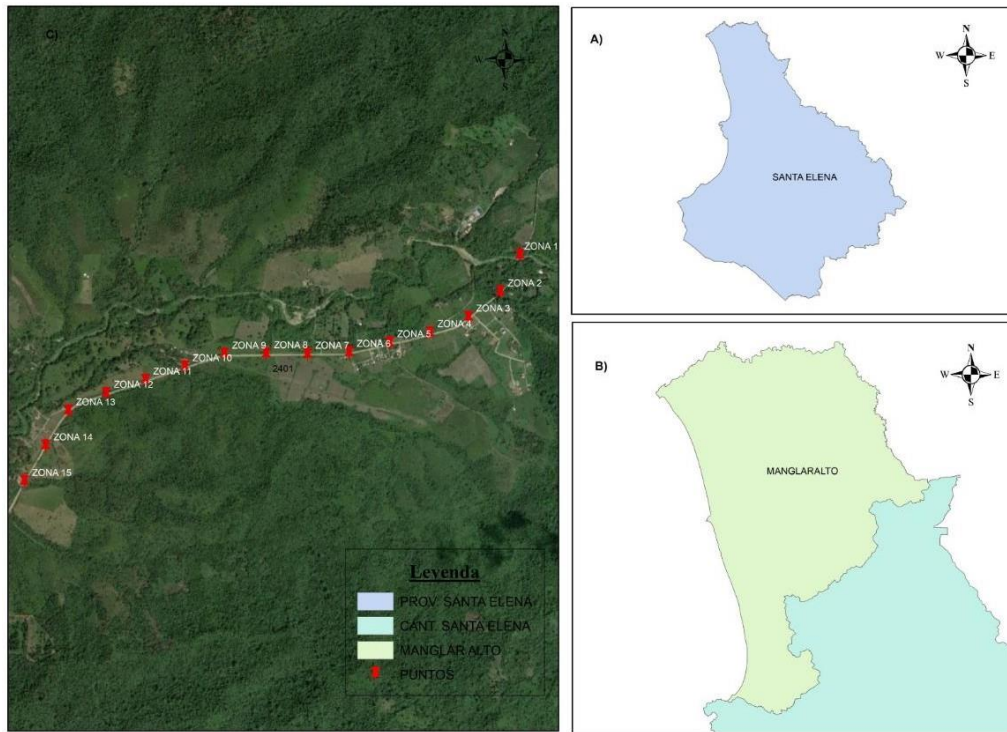 C)
N
W E
S
ZONA 1
ZONA 2
ZONA 3
ZONA 4
ZONA 5
ZONA 6
ZONA 7
ZONA 8
ZONA 9
ZONA 10
2401
ZONA 11
ZONA 12
ZONA 13
ZONA 14
ZONA 15
Leyenda
PROV. SANTA ELENA
CANT. SANTA ELENA
MANGLAR ALTO
PUNTOS
A)
N
W E
S
SANTA ELENA
B)
N
W E
S
MANGLARALTO